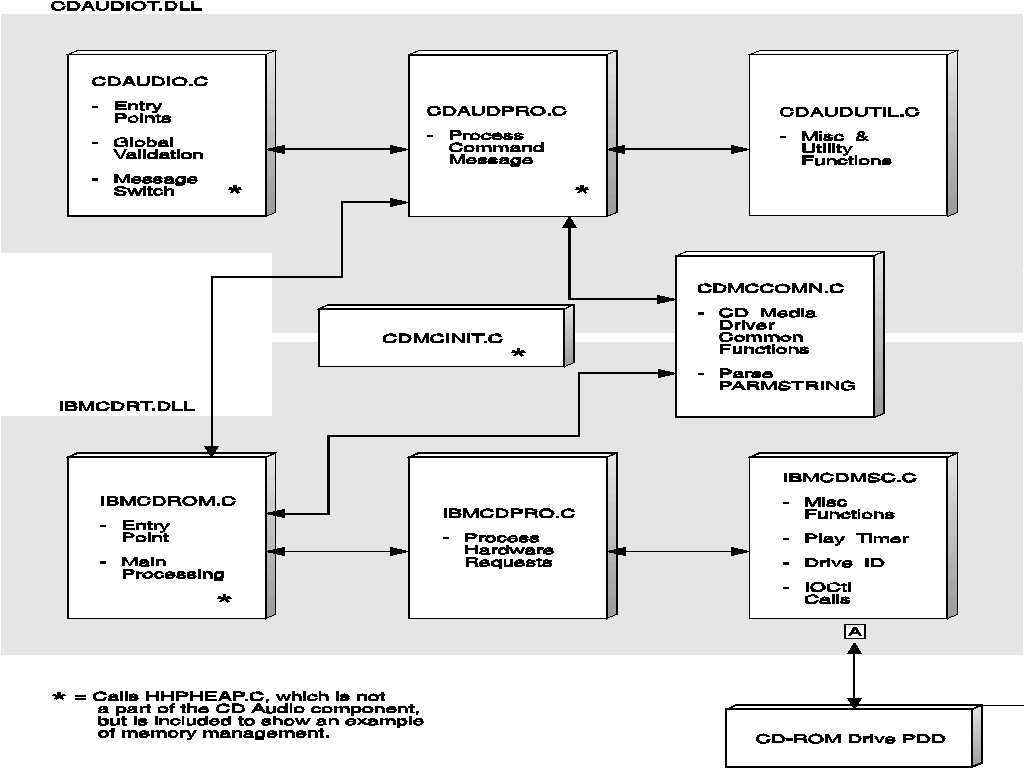 CDAUDIOT.DLL
CDAUDIO.C
- Entry
Points
- Global
Validation
- Message
Switch *
CDAUDPRO.C
- Process
Command
Message
*
CDAUDUTIL.C
- Misc &
Utility
Functions
CDMCCOMN.C
- CD Media
Driver
Common
Functions
- Parse
PARMSTRING
CDMCINIT.C
*
IBMCDRT.DLL
IBMCDROM.C
- Entry
Point
- Main
Processing
*
IBMCDPRO.C
- Process
Hardware
Requests
IBMCDMSC.C
- Misc
Functions
- Play Timer
- Drive ID
- IOCtl
Calls
A
* = Calls HHPHEAP.C, which is not
a part of the CD Audio component,
but is included to show an example
of memory management.
CD-ROM Drive PDD